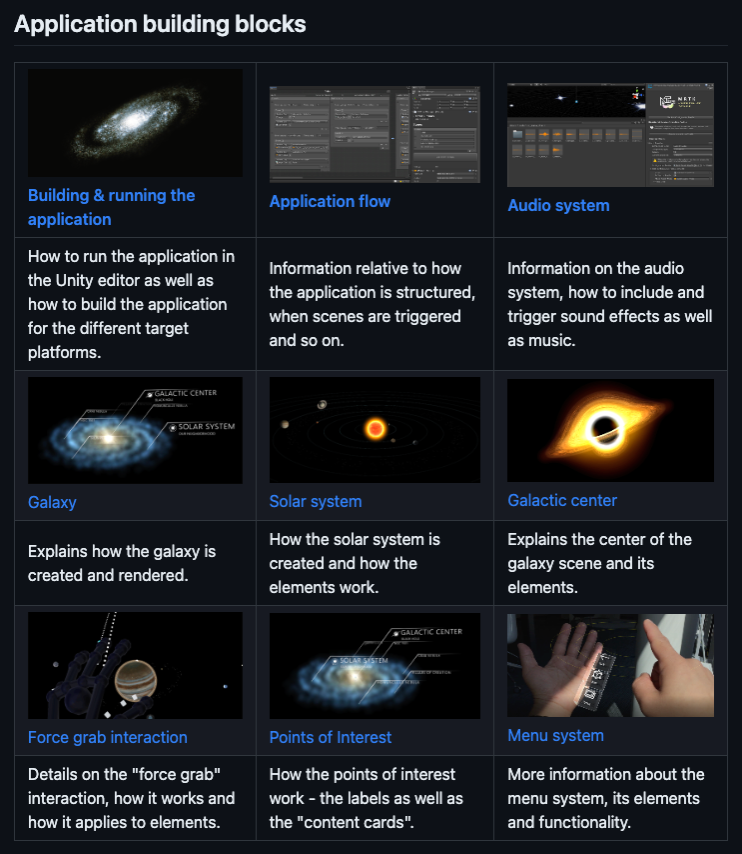 Application building blocks
Building & running the
application
Application flow
Audio system
How to run the application in
the Unity editor as well as
how to build the application
for the different target
platforms.
Information relative to how
the application is structured,
when scenes are triggered
and so on.
Information on the audio
system, how to include and
trigger sound effects as well
as music.
GALACTIC CENTER
SOLAR SYSTEM
Galaxy
Solar system
Galactic center
Explains how the galaxy is
created and rendered.
How the solar system is
created and how the
elements work.
Explains the center of the
galaxy scene and its
elements.
GALACTIC CENTER
SOLAR SYSTEM
Force grab interaction
Points of Interest
Menu system
Details on the "force grab"
interaction, how it works and
how it applies to elements.
How the points of interest
work - the labels as well as
the "content cards".
More information about the
menu system, its elements
and functionality.